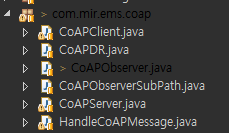 > com.mir.ems.coap
CoAPClient.java
CoAPDR.java
> CoAPObserver.java
CoAPObserverSubPath.java
CoAPServer.java
HandleCoAPMessage.java